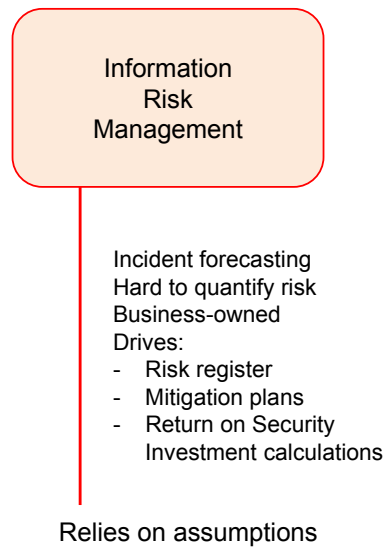 Information
Risk
Management
Incident forecasting
Hard to quantify risk
Business-owned
Drives:
- Risk register
- Mitigation plans
- Return on Security
Investment calculations
Relies on assumptions